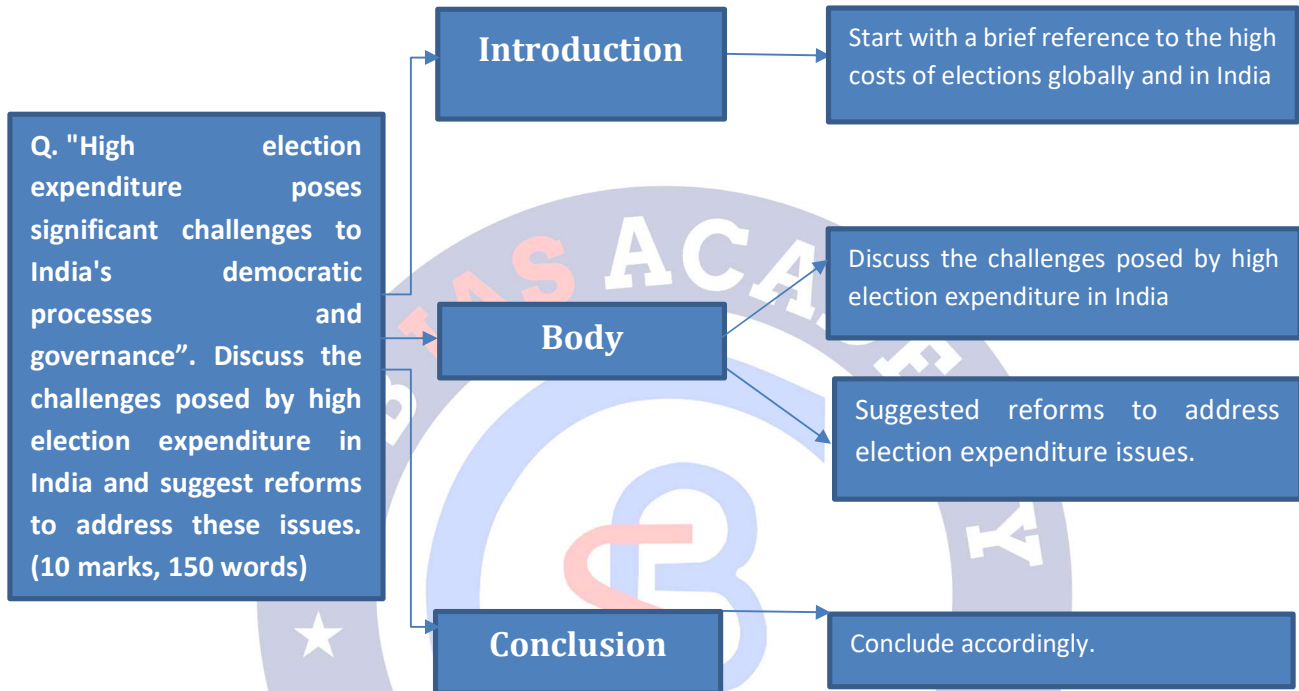 Q. "High election
expenditure poses
significant challenges to
India's democratic
processes and
governance”. Discuss the
challenges posed by high
election expenditure in
India and suggest reforms
to address these issues.
(10 marks, 150 words)
Introduction
Start with a brief reference to the high
costs of elections globally and in India
Body
Discuss the challenges posed by high
election expenditure in India
Suggested reforms to address
election expenditure issues.
Conclusion
Conclude accordingly.
IAS ACA